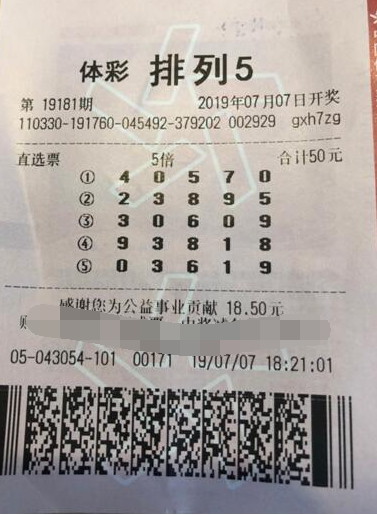 体彩 排列5
第 19181期 2019年07月07日开奖
110330-191760-045492-379202 002929 gxh7zg
直选票 5倍 合计50元
① 4 0 5 7 0
② 2 3 8 9 5
③ 3 0 6 0 9
④ 9 3 8 1 8
⑤ 0 3 6 1 9
感谢您为公益事业贡献 18.50元
05-043054-101 00171 19/07/07 18:21:01